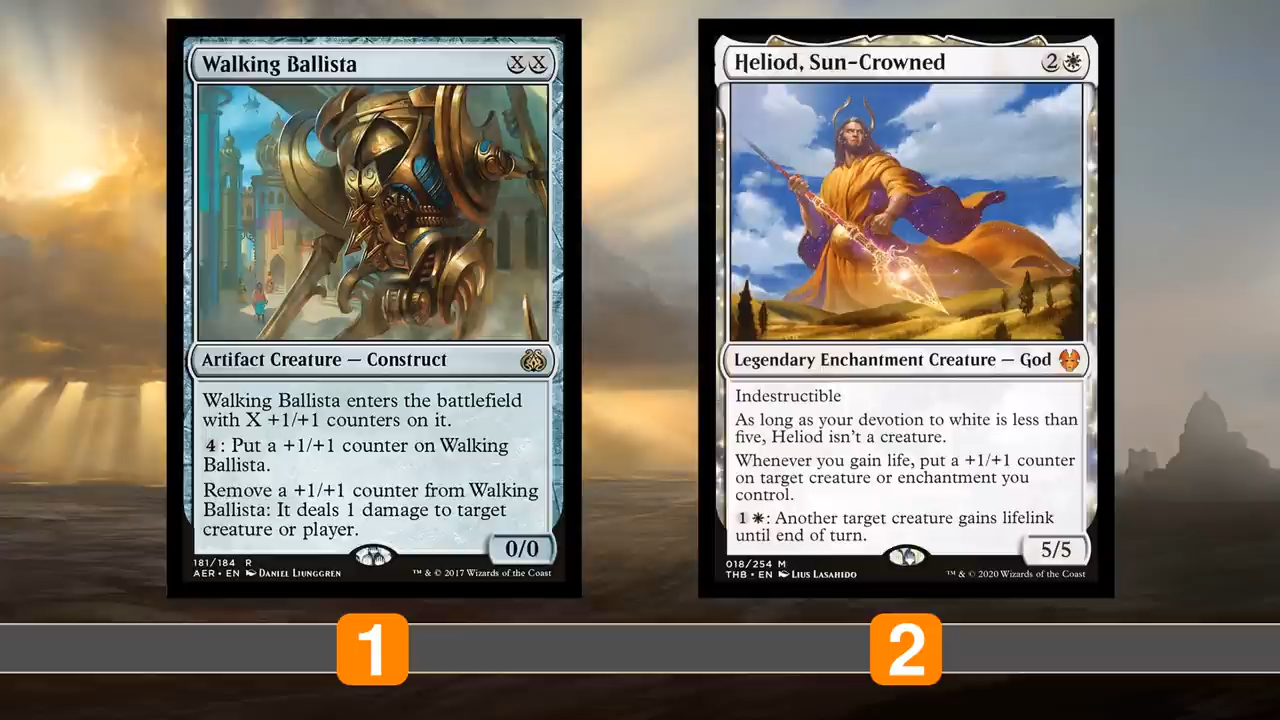 Walking Ballista XX
Artifact Creature — Construct
Walking Ballista enters the battlefield
with X +1/+1 counters on it.
4: Put a +1/+1 counter on Walking
Ballista.
Remove a +1/+1 counter from Walking
Ballista: It deals 1 damage to target
creature or player.
0/0
181/184 R
AER • EN Daniel Ljunggren
™ & © 2017 Wizards of the Coast
1
Heliod, Sun-Crowned 2
Legendary Enchantment Creature — God
Indestructible
As long as your devotion to white is less than
five, Heliod isn't a creature.
Whenever you gain life, put a +1/+1 counter
on target creature or enchantment you
control.
1 : Another target creature gains lifelink
until end of turn.
5/5
018/254 M
THB • EN Lius Lasahido
™ & © 2020 Wizards of the Coast
2